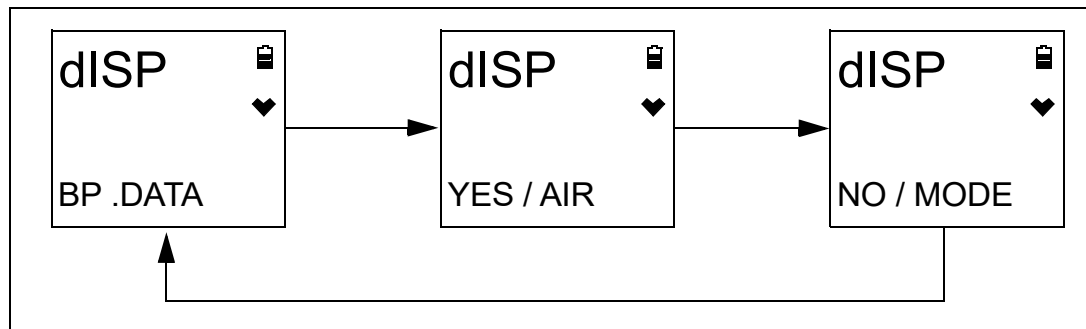 dISP
BP .DATA
dISP
YES / AIR
dISP
NO / MODE